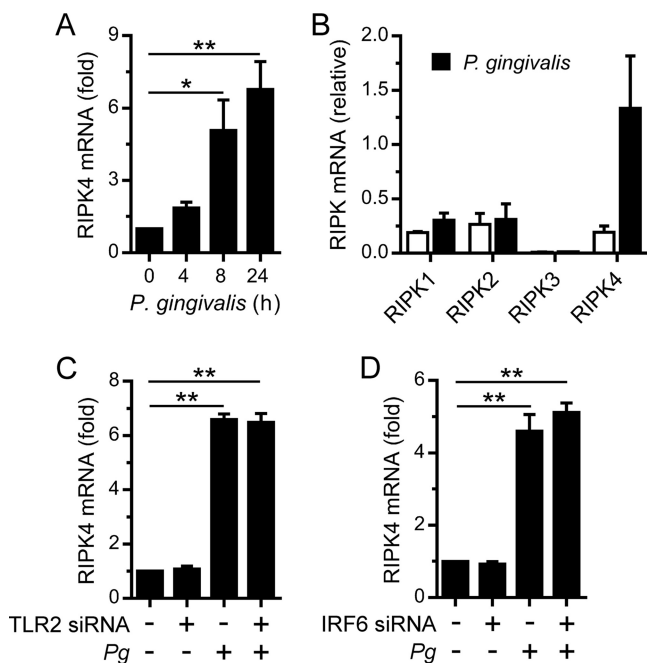 A
RIPK4 mRNA (fold)
9
6
3
0
**
*
0 4 8 24
P. gingivalis (h)
B
RIPK mRNA (relative)
2.0
1.5
1.0
0.5
0.0
P. gingivalis
RIPK1 RIPK2 RIPK3 RIPK4
C
RIPK4 mRNA (fold)
8
6
4
2
0
**
**
TLR2 siRNA - + - +
Pg - - + +
D
RIPK4 mRNA (fold)
6
4
2
0
**
**
IRF6 siRNA - + - +
Pg - - + +